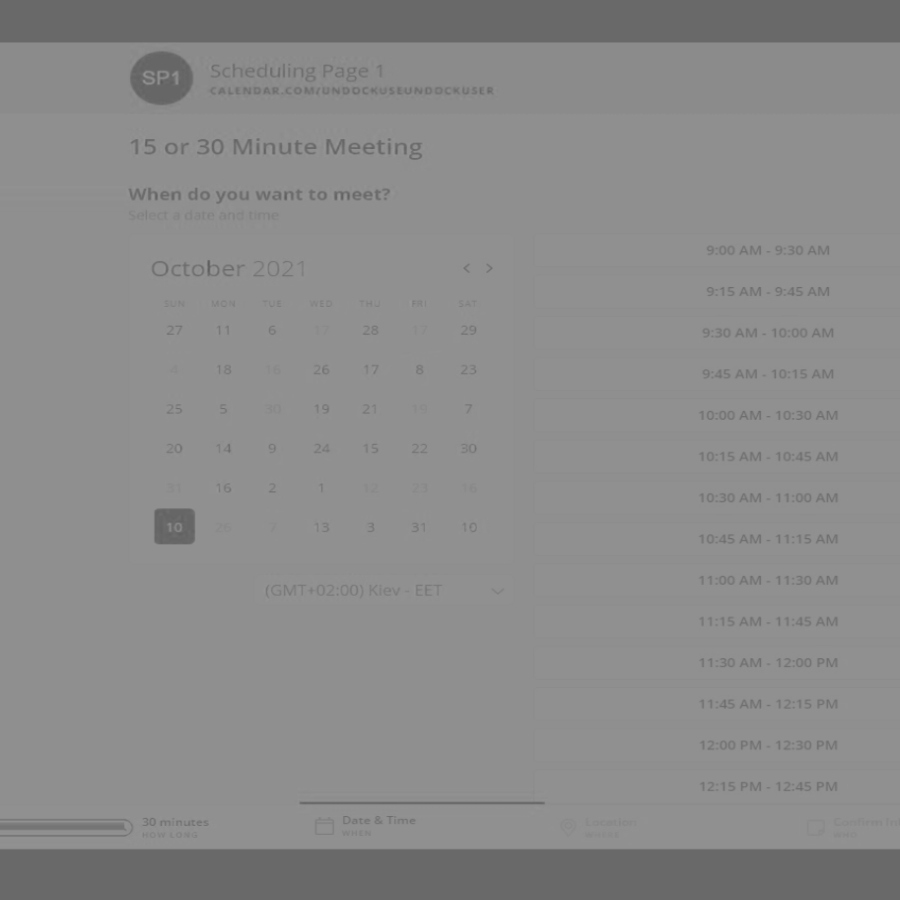 SP1
Scheduling Page 1
CALENDAR.COM/UNDOCKUSEUNDOCKUSER
15 or 30 Minute Meeting
When do you want to meet?
Select a date and time
October 2021
< >
SUN MON TUE WED THU FRI SAT
27 11 6 17 28 17 29
4 18 16 26 17 8 23
25 5 30 19 21 19 7
20 14 9 24 15 22 30
31 16 2 1 12 23 16
10 26 13 3 31 10
(GMT+02:00) Kiev - EET
9:00 AM - 9:30 AM
9:15 AM - 9:45 AM
9:30 AM - 10:00 AM
9:45 AM - 10:15 AM
10:00 AM - 10:30 AM
10:15 AM - 10:45 AM
10:30 AM - 11:00 AM
10:45 AM - 11:15 AM
11:00 AM - 11:30 AM
11:15 AM - 11:45 AM
11:30 AM - 12:00 PM
11:45 AM - 12:15 PM
12:00 PM - 12:30 PM
12:15 PM - 12:45 PM
30 minutes
HOW LONG
Date & Time
WHEN
Location
WHERE
Confirm
WHO